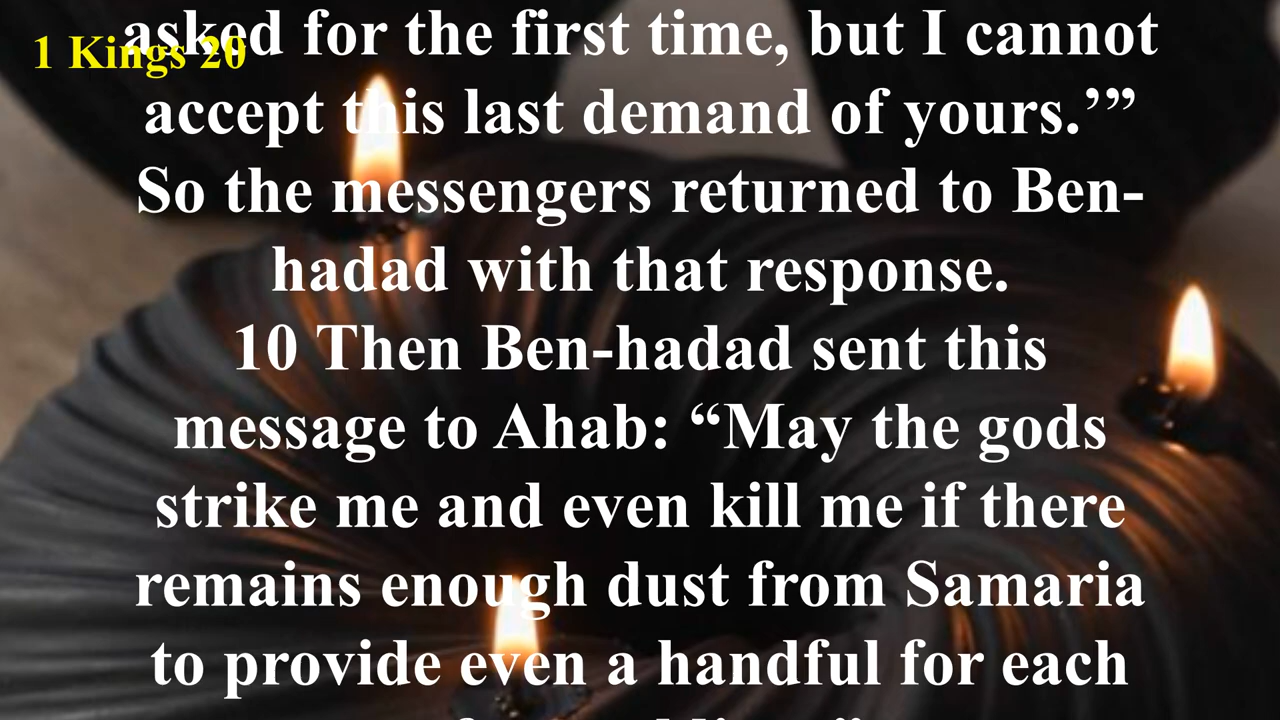 1 Kings 20
asked for the first time, but I cannot
accept this last demand of yours.’”
So the messengers returned to Ben-
hadad with that response.
10 Then Ben-hadad sent this
message to Ahab: “May the gods
strike me and even kill me if there
remains enough dust from Samaria
to provide even a handful for each